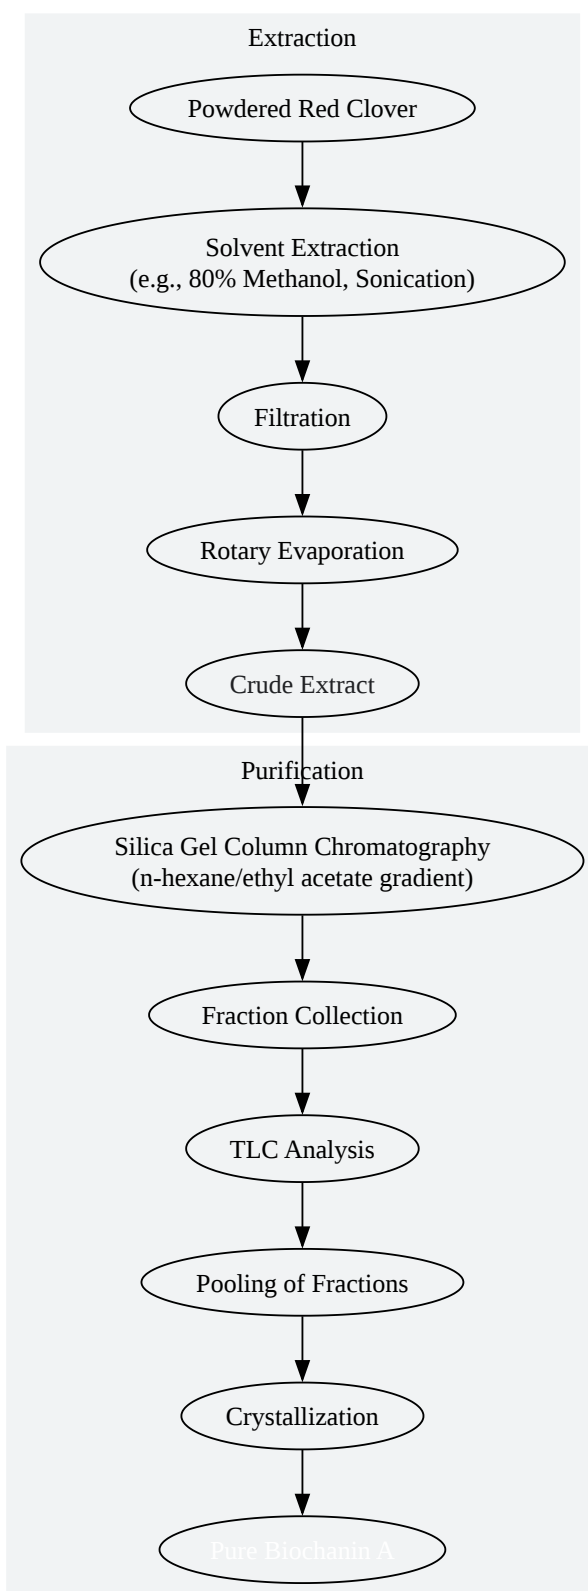 Extraction
Powdered Red Clover
Solvent Extraction
(e.g., 80% Methanol, Sonication)
Filtration
Rotary Evaporation
Crude Extract
Purification
Silica Gel Column Chromatography
(n-hexane/ethyl acetate gradient)
Fraction Collection
TLC Analysis
Pooling of Fractions
Crystallization
Pure Biochanin A